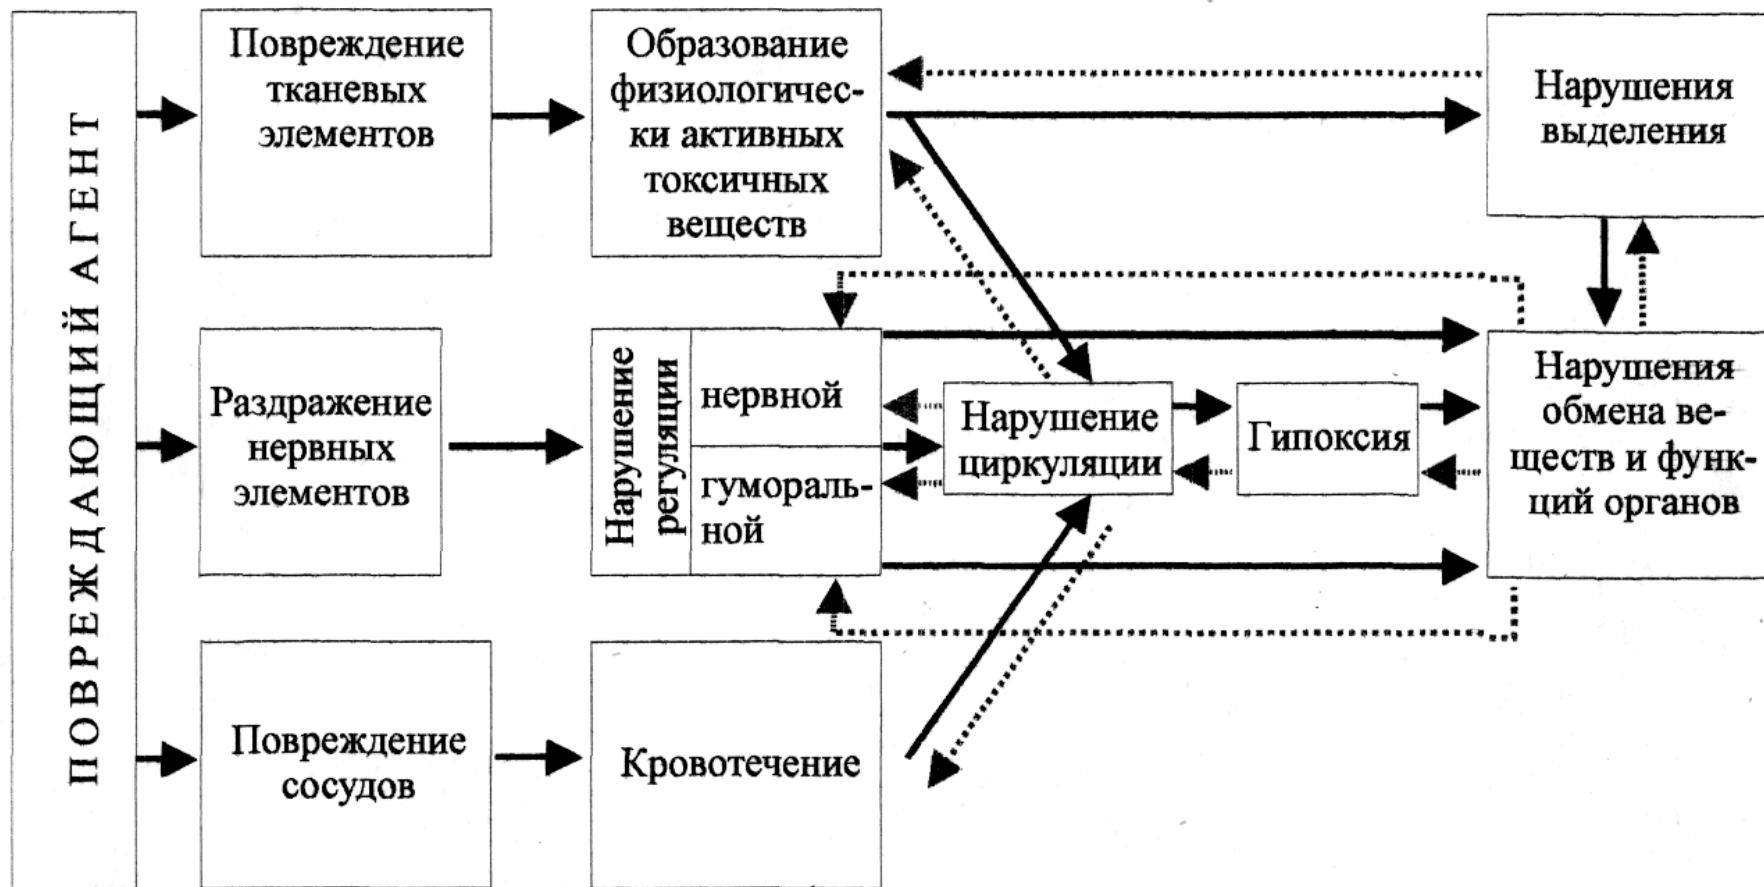 ПОВРЕЖДАЮЩИЙ АГЕНТ
Повреждение
тканевых
элементов
Образование
физиологичес-
ки активных
токсичных
веществ
Нарушения
выделения
Раздражение
нервных
элементов
Нарушение
регуляции
нервной
гумораль-
ной
Нарушение
циркуляции
Гипоксия
Нарушения
обмена ве-
ществ и функ-
ций органов
Повреждение
сосудов
Кровотечение